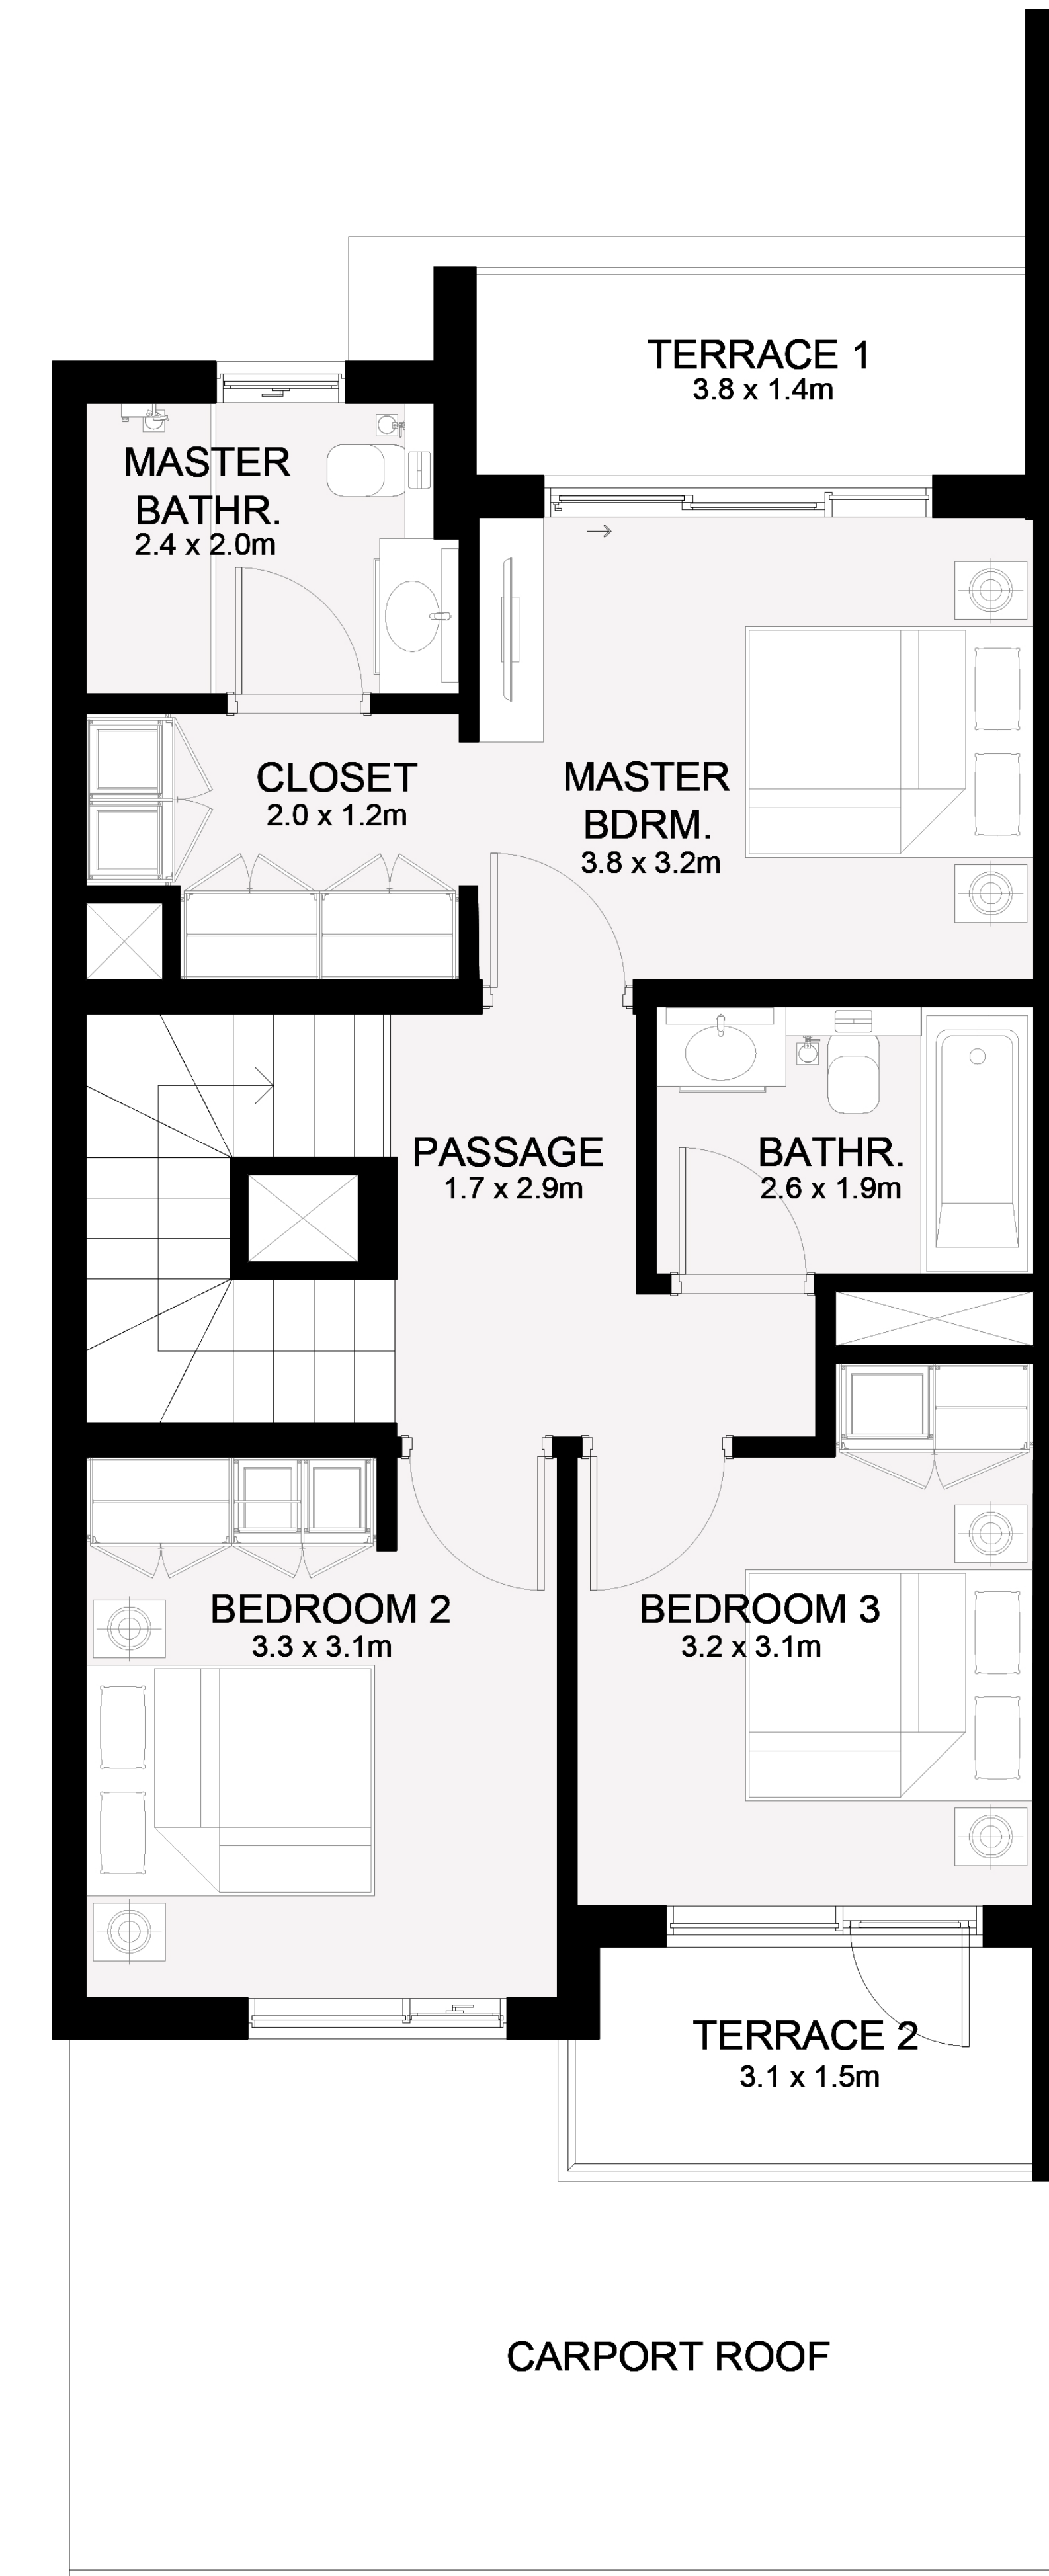 TERRACE 1
3.8 x 1.4m
MASTER
BATHR.
2.4 x 2.0m
CLOSET
2.0 x 1.2m
MASTER
BDRM.
3.8 x 3.2m
PASSAGE
1.7 x 2.9m
BATHR.
2.6 x 1.9m
BEDROOM 2
3.3 x 3.1m
BEDROOM 3
3.2 x 3.1m
TERRACE 2
3.1 x 1.5m
CARPORT ROOF